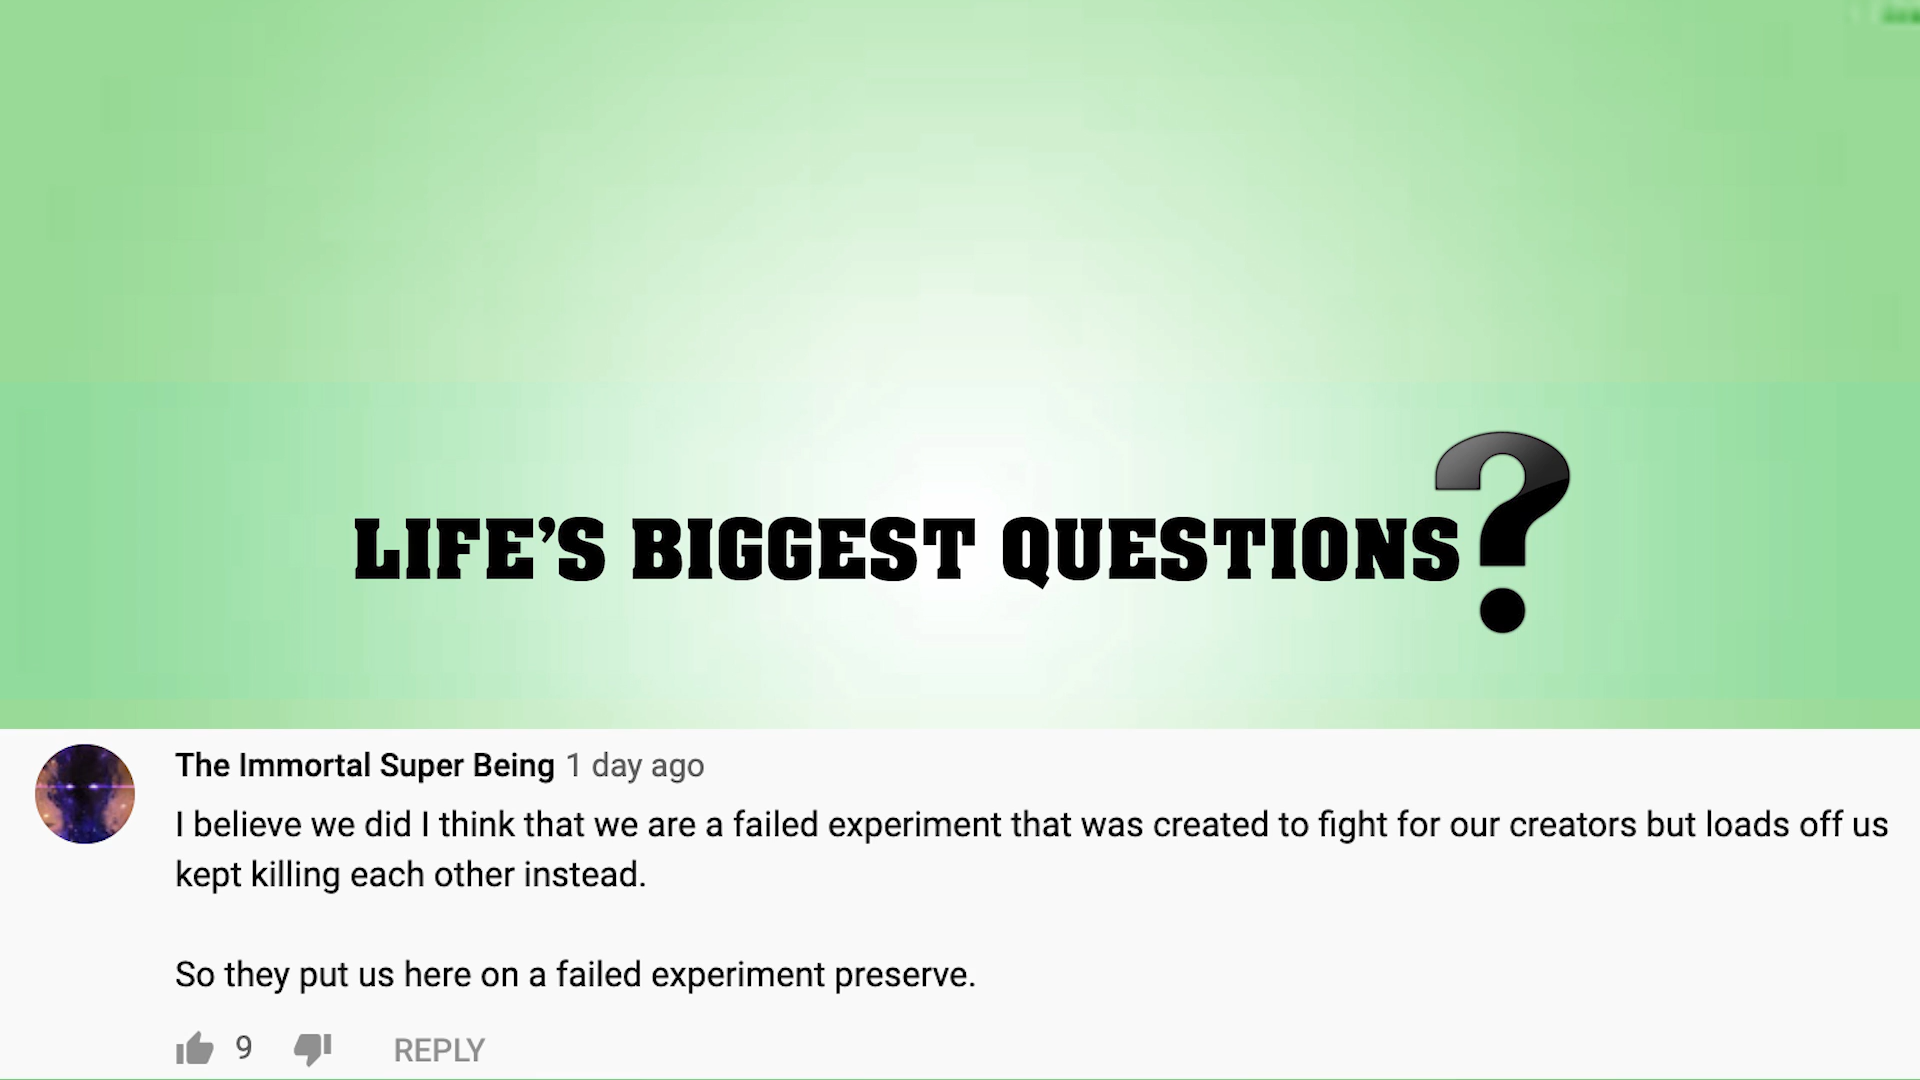 LIFE’S BIGGEST QUESTIONS?
The Immortal Super Being 1 day ago
I believe we did I think that we are a failed experiment that was created to fight for our creators but loads off us
kept killing each other instead.
So they put us here on a failed experiment preserve.
9 REPLY